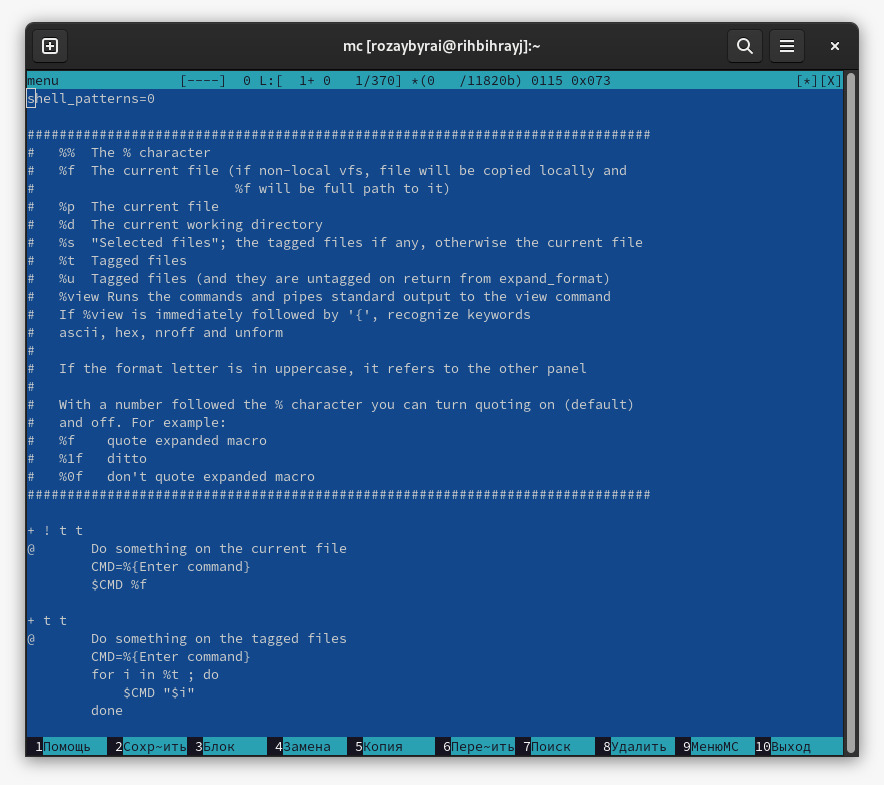 mc [rozaybyrai@rihbihrayj]:~
menu               [----]  0 L:[  1+ 0   1/370] *(0   /11820b) 0115 0x073                       [*][X]
shell_patterns=0
##############################################################################
#   %%  The % character
#   %f  The current file (if non-local vfs, file will be copied locally and
#                         %f will be full path to it)
#   %p  The current file
#   %d  The current working directory
#   %s  "Selected files"; the tagged files if any, otherwise the current file
#   %t  Tagged files
#   %u  Tagged files (and they are untagged on return from expand_format)
#   %view Runs the commands and pipes standard output to the view command
#   If %view is immediately followed by '{', recognize keywords
#   ascii, hex, nroff and unform
#
#   If the format letter is in uppercase, it refers to the other panel
#
#   With a number followed the % character you can turn quoting on (default)
#   and off. For example:
#   %f    quote expanded macro
#   %1f   ditto
#   %0f   don't quote expanded macro
##############################################################################
+ ! t t
@       Do something on the current file
        CMD=%{Enter command}
        $CMD %f
+ t t
@       Do something on the tagged files
        CMD=%{Enter command}
        for i in %t ; do
            $CMD "$i"
        done
1Помощь 2Сохр~ить 3Блок 4Замена 5Копия 6Пере~ить 7Поиск 8Удалить 9МенюМС 10Выход